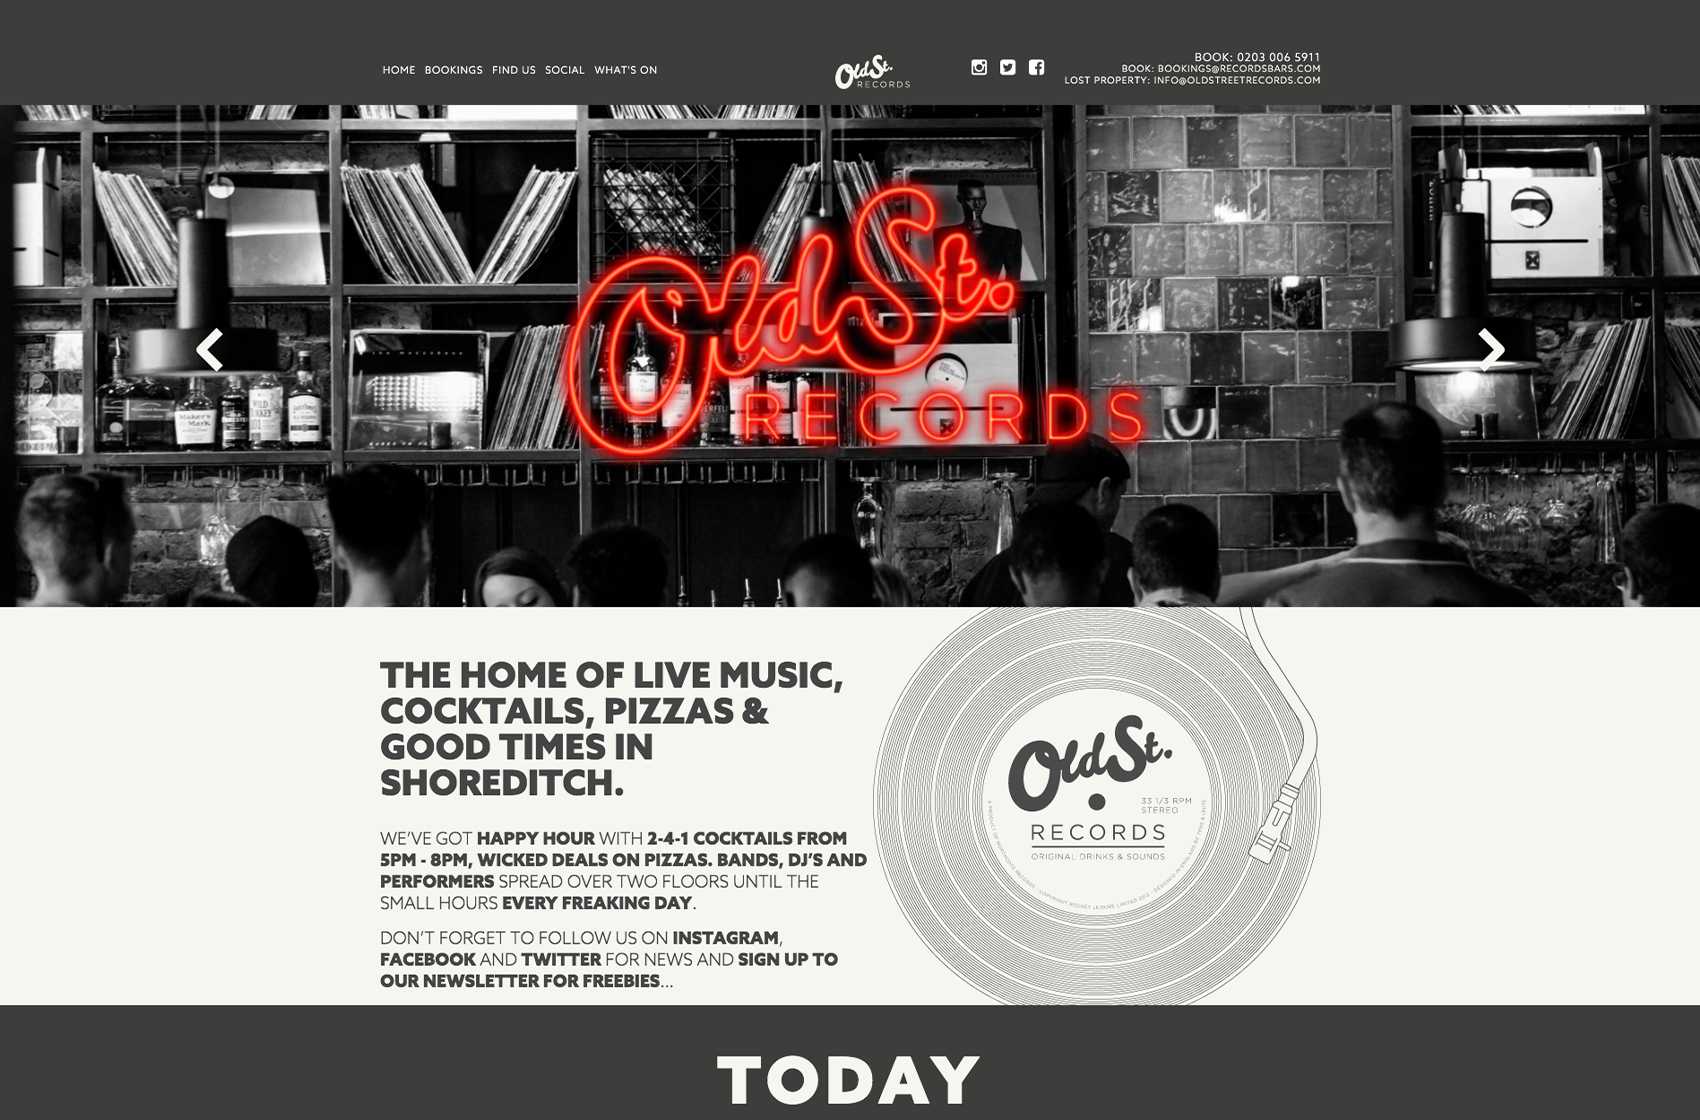 HOME BOOKINGS FIND US SOCIAL WHAT'S ON
Old St.
RECORDS
BOOK: 0203 006 5911
BOOK: BOOKINGS@RECORDSBARS.COM
LOST PROPERTY: INFO@OLDSTREETRECORDS.COM
Old St.
RECORDS
Maker's
Mark
WILD
TURKEY
THE HOME OF LIVE MUSIC,
COCKTAILS, PIZZAS &
GOOD TIMES IN
SHOREDITCH.
WE'VE GOT HAPPY HOUR WITH 2-4-1 COCKTAILS FROM
5PM - 8PM, WICKED DEALS ON PIZZAS. BANDS, DJ'S AND
PERFORMERS SPREAD OVER TWO FLOORS UNTIL THE
SMALL HOURS EVERY FREAKING DAY.
DON'T FORGET TO FOLLOW US ON INSTAGRAM,
FACEBOOK AND TWITTER FOR NEWS AND SIGN UP TO
OUR NEWSLETTER FOR FREEBIES...
Old St.
33 1/3 RPM
STEREO
RECORDS
ORIGINAL DRINKS & SOUNDS
TODAY